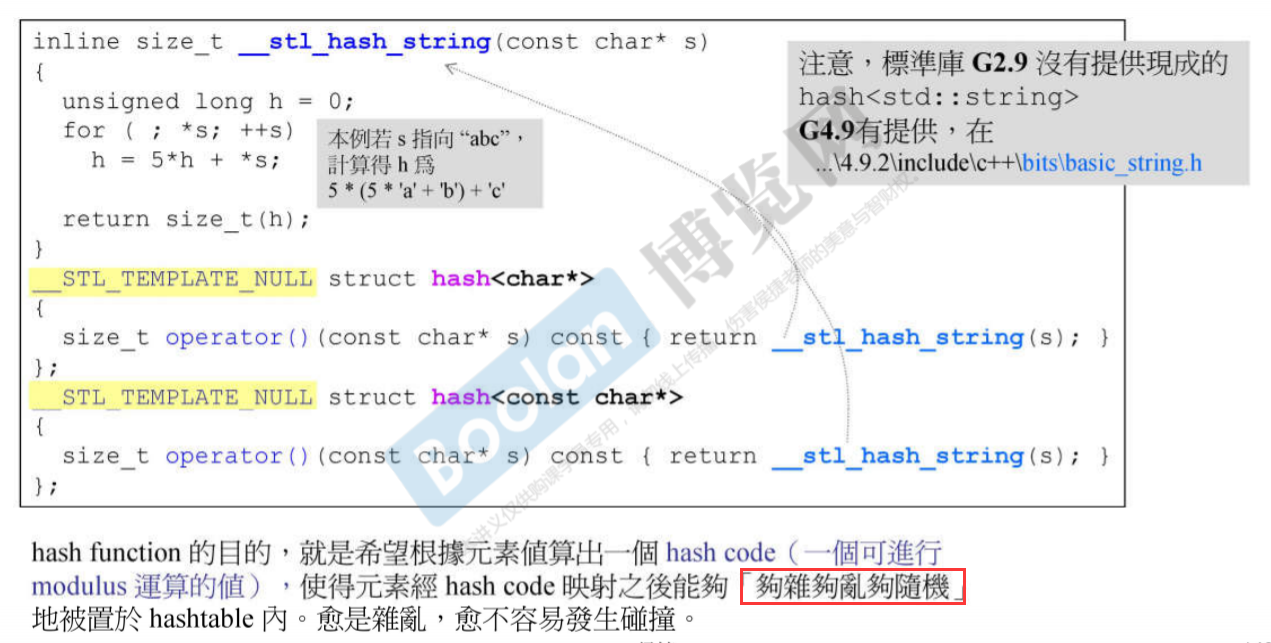 inline size_t __stl_hash_string(const char* s)
{
  unsigned long h = 0;
  for ( ; *s; ++s)
    h = 5*h + *s;

  return size_t(h);
}
本例若 s 指向 “abc”，
計算得 h 爲
5 * (5 * 'a' + 'b') + 'c'
注意，標準庫 G2.9 沒有提供現成的
hash<std::string>
G4.9有提供，在
...\4.9.2\include\c++\bits\basic_string.h
__STL_TEMPLATE_NULL struct hash<char*>
{
  size_t operator()(const char* s) const { return __stl_hash_string(s); }
};
__STL_TEMPLATE_NULL struct hash<const char*>
{
  size_t operator()(const char* s) const { return __stl_hash_string(s); }
};
Boolan
博览网
hash function 的目的，就是希望根據元素值算出一個 hash code（一個可進行
modulus 運算的值），使得元素經 hash code 映射之後能夠「夠雜夠亂夠隨機」
地被置於 hashtable 內。愈是雜亂，愈不容易發生碰撞。